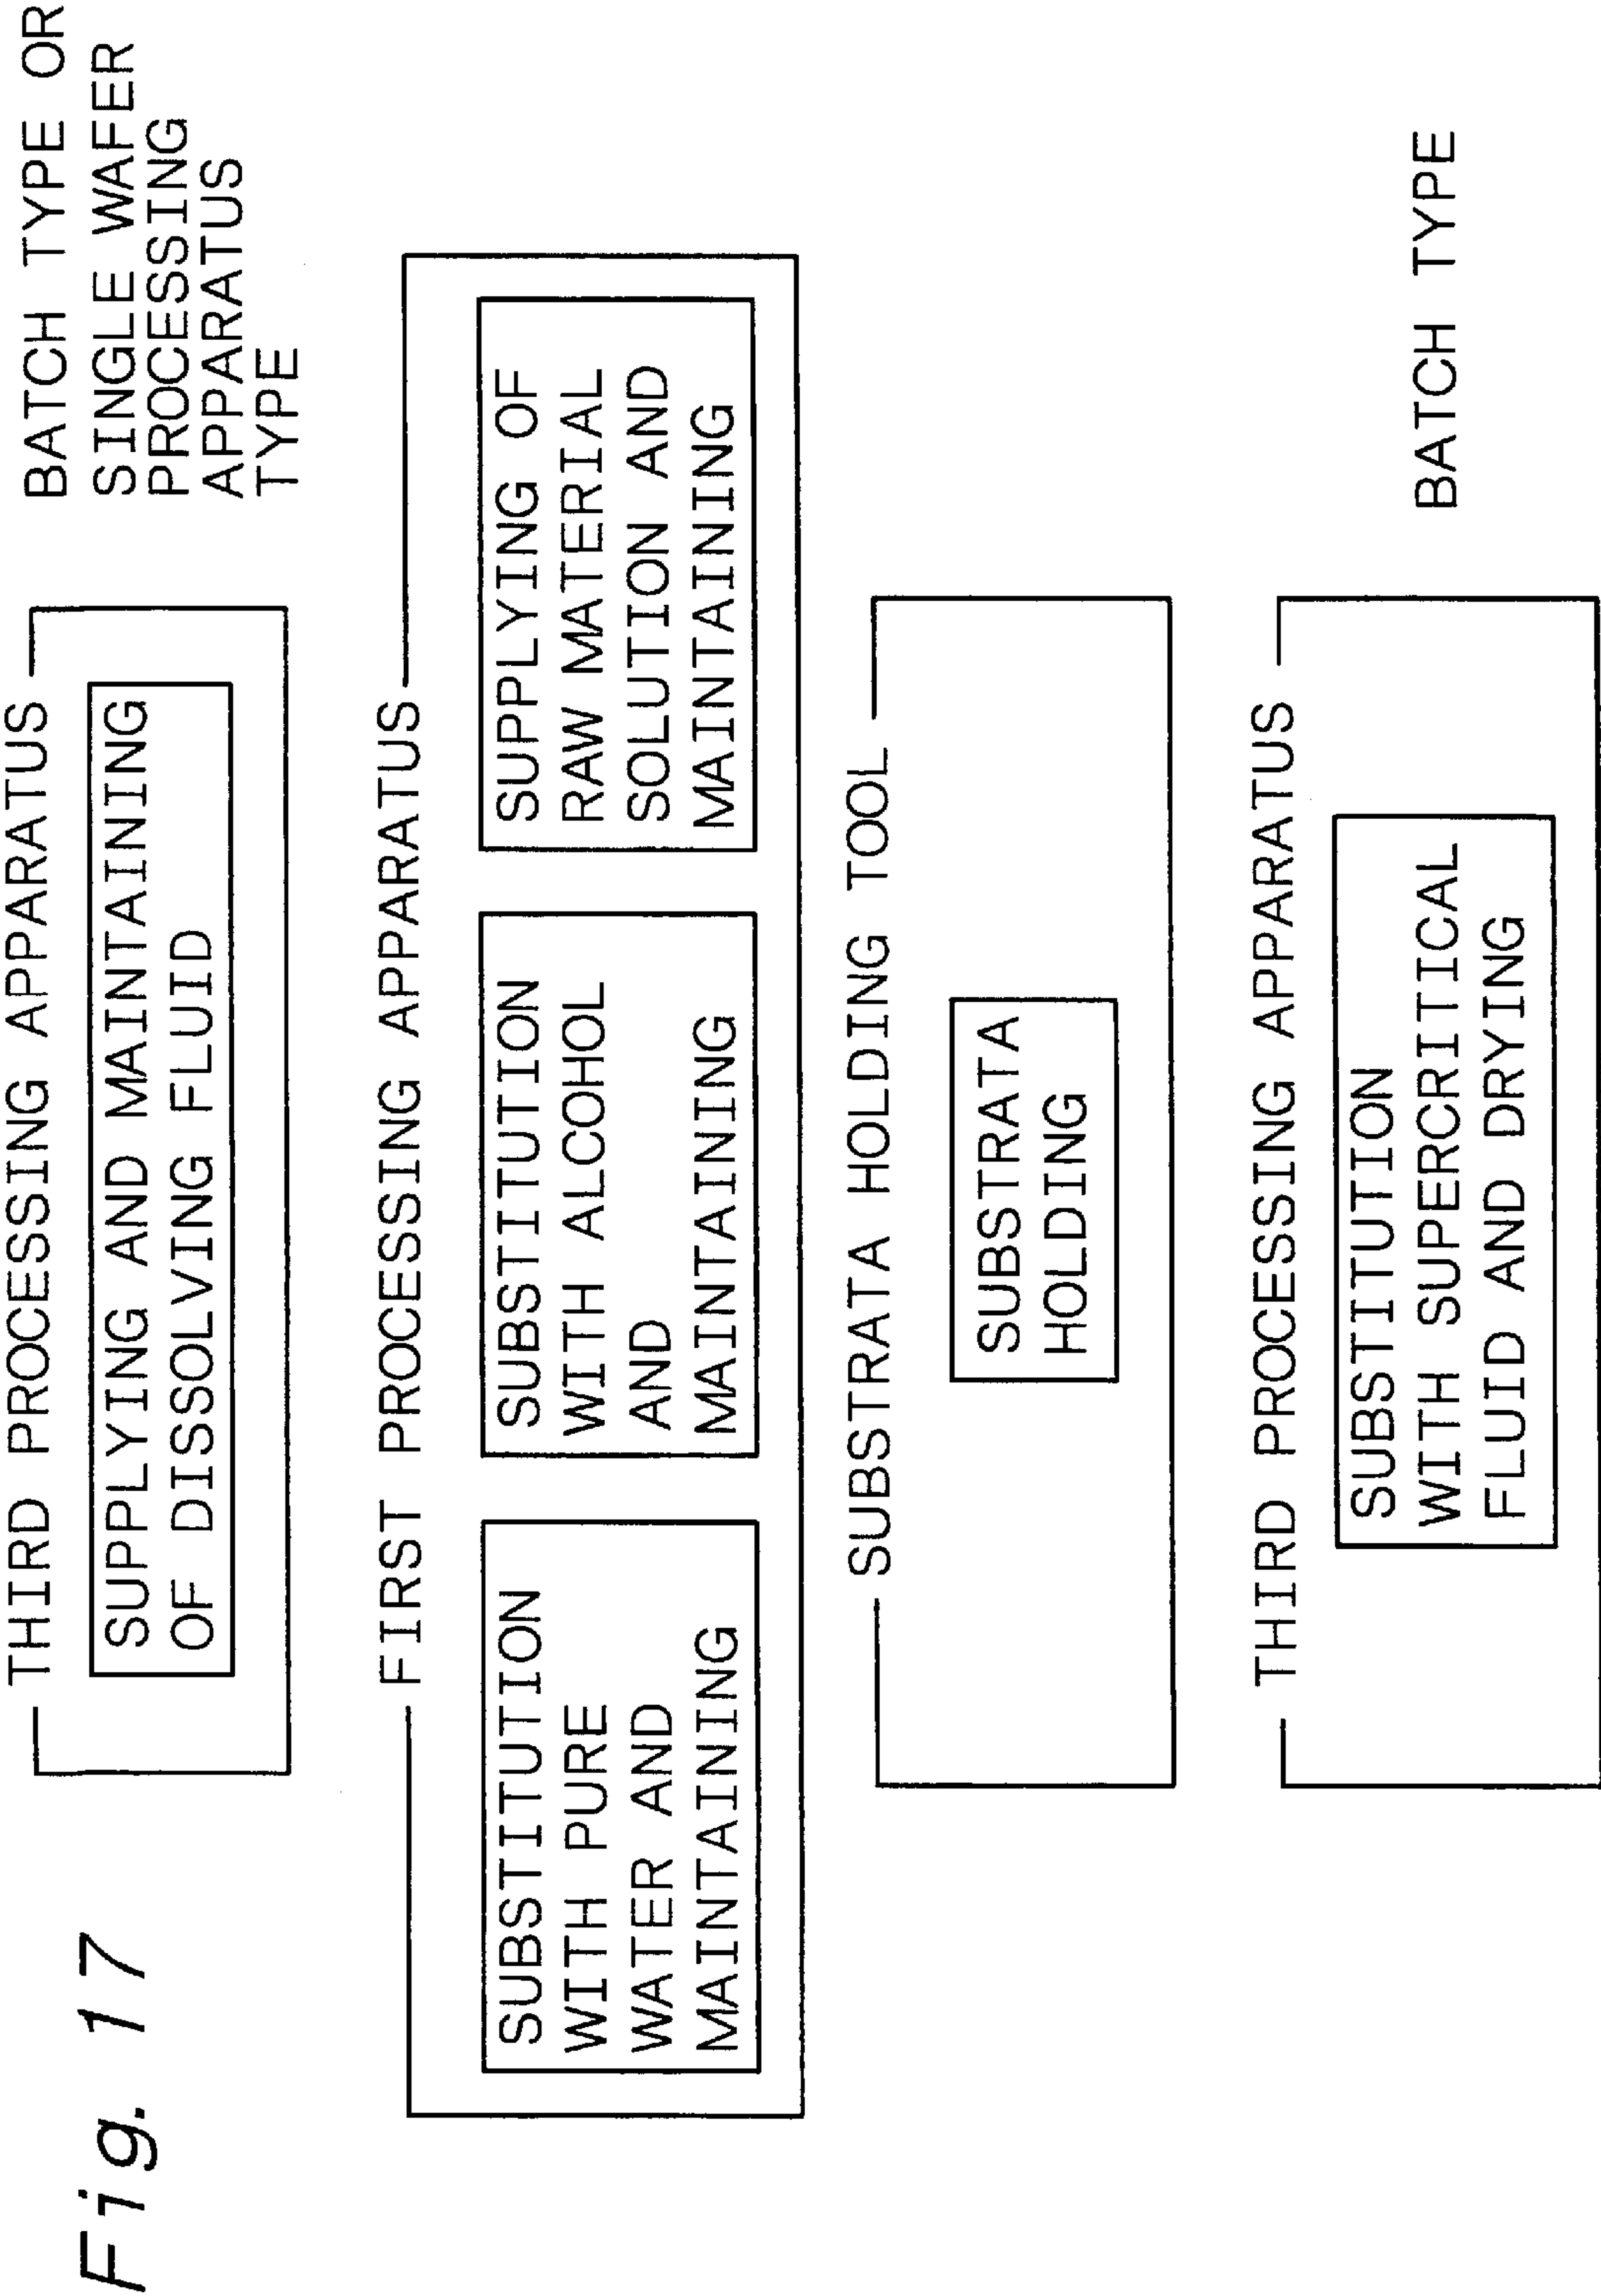 Fig. 17
THIRD PROCESSING APPARATUS
SUPPLYING AND MAINTAINING
OF DISSOLVING FLUID
BATCH TYPE OR
SINGLE WAFER
PROCESSING
APPARATUS
TYPE
FIRST PROCESSING APPARATUS
SUBSTITUTION
WITH PURE
WATER AND
MAINTAINING
SUBSTITUTION
WITH ALCOHOL
AND
MAINTAINING
SUPPLYING OF
RAW MATERIAL
SOLUTION AND
MAINTAINING
SUBSTRATA HOLDING TOOL
SUBSTRATA
HOLDING
THIRD PROCESSING APPARATUS
SUBSTITUTION
WITH SUPERCRITICAL
FLUID AND DRYING
BATCH TYPE